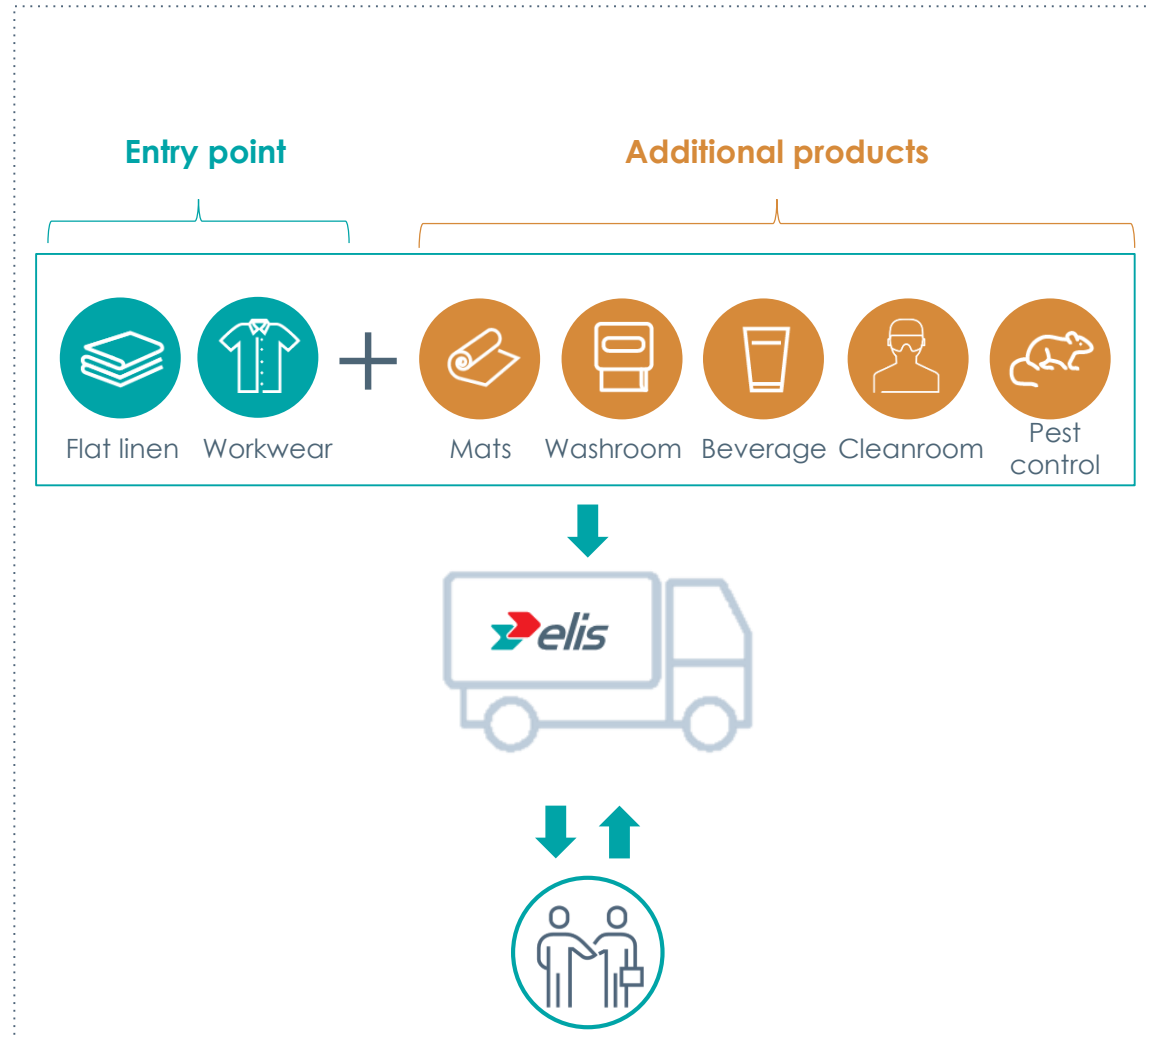 Entry point
Additional products
Flat linen
Workwear
Mats
Washroom
Beverage
Cleanroom
Pest
control
elis